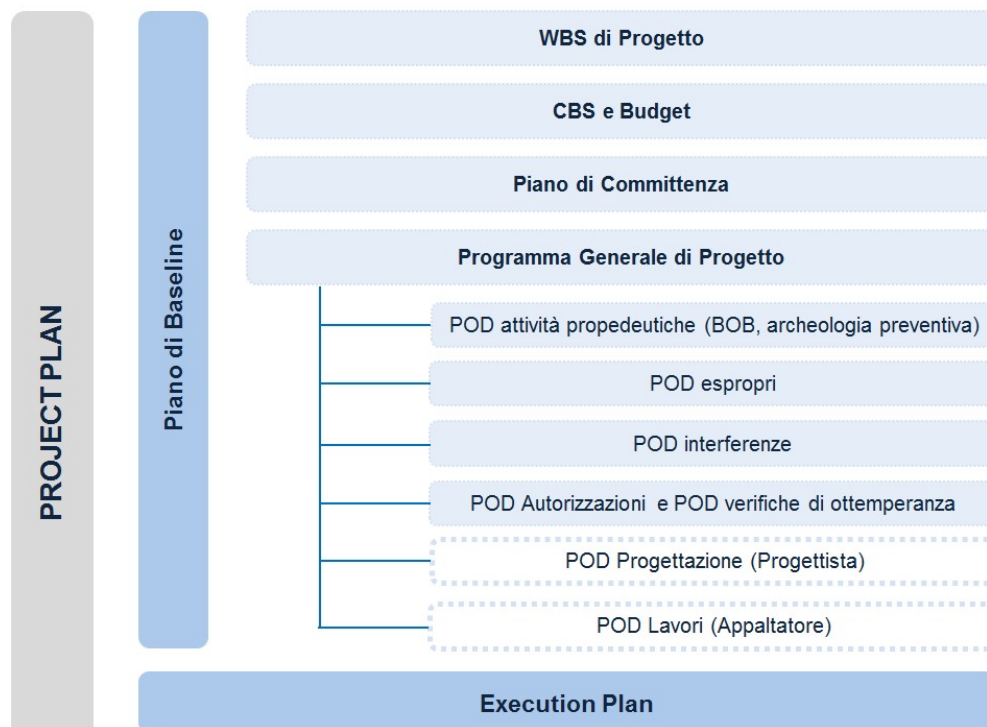 PROJECT PLAN
Piano di Baseline
WBS di Progetto
CBS e Budget
Piano di Committenza
Programma Generale di Progetto
POD attività propedeutiche (BOB, archeologia preventiva)
POD espropri
POD interferenze
POD Autorizzazioni e POD verifiche di ottemperanza
POD Progettazione (Progettista)
POD Lavori (Appaltatore)
Execution Plan